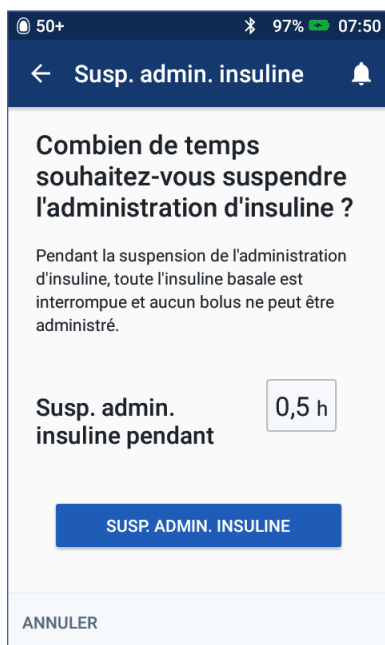 50+ 97% 07:50
Susp. admin. insuline
Combien de temps
souhaitez-vous suspendre
l'administration d'insuline ?
Pendant la suspension de l'administration
d'insuline, toute l'insuline basale est
interrompue et aucun bolus ne peut être
administré.
Susp. admin.
insuline pendant
0,5 h
SUSP. ADMIN. INSULINE
ANNULER